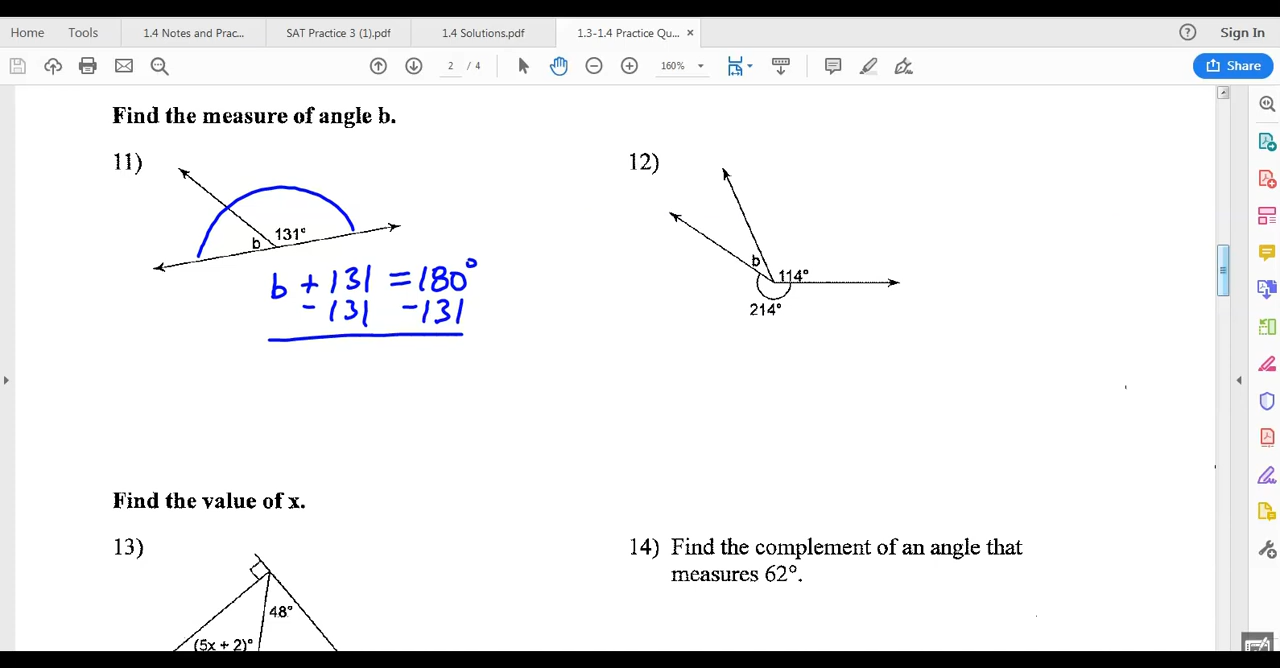 Home Tools 1.4 Notes and Prac... SAT Practice 3 (1).pdf 1.4 Solutions.pdf 1.3-1.4 Practice Qu... × ? Sign In
2 / 4 160% Share
Find the measure of angle b.
11)
131°
b
b + 131 = 180°
- 131 - 131
12)
b
114°
214°
Find the value of x.
13)
48°
(5x + 2)°
14) Find the complement of an angle that
measures 62°.